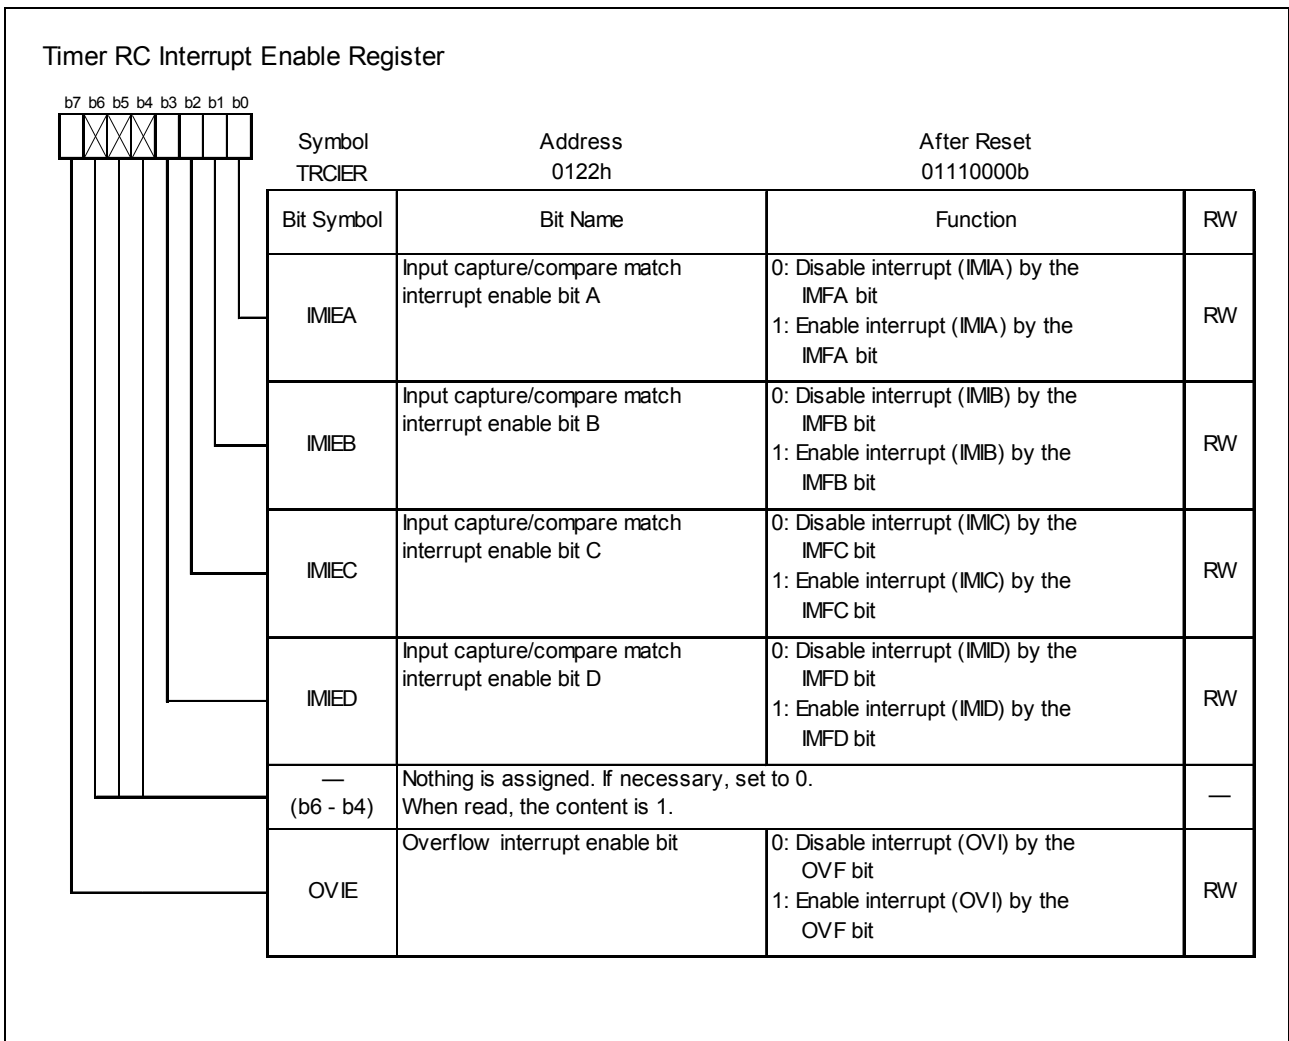 Timer RC Interrupt Enable Register
b7 b6 b5 b4 b3 b2 b1 b0
Symbol Address After Reset
TRCIER 0122h 01110000b
Bit Symbol Bit Name Function RW
IMIEA
Input capture/compare match
interrupt enable bit A
0: Disable interrupt (IMIA) by the
IMFA bit
1: Enable interrupt (IMIA) by the
IMFA bit
RW
IMIEB
Input capture/compare match
interrupt enable bit B
0: Disable interrupt (IMIB) by the
IMFB bit
1: Enable interrupt (IMIB) by the
IMFB bit
RW
IMIEC
Input capture/compare match
interrupt enable bit C
0: Disable interrupt (IMIC) by the
IMFC bit
1: Enable interrupt (IMIC) by the
IMFC bit
RW
IMIED
Input capture/compare match
interrupt enable bit D
0: Disable interrupt (IMID) by the
IMFD bit
1: Enable interrupt (IMID) by the
IMFD bit
RW
—
(b6 - b4)
Nothing is assigned. If necessary, set to 0.
When read, the content is 1.
—
OVIE
Overflow interrupt enable bit
0: Disable interrupt (OVI) by the
OVF bit
1: Enable interrupt (OVI) by the
OVF bit
RW